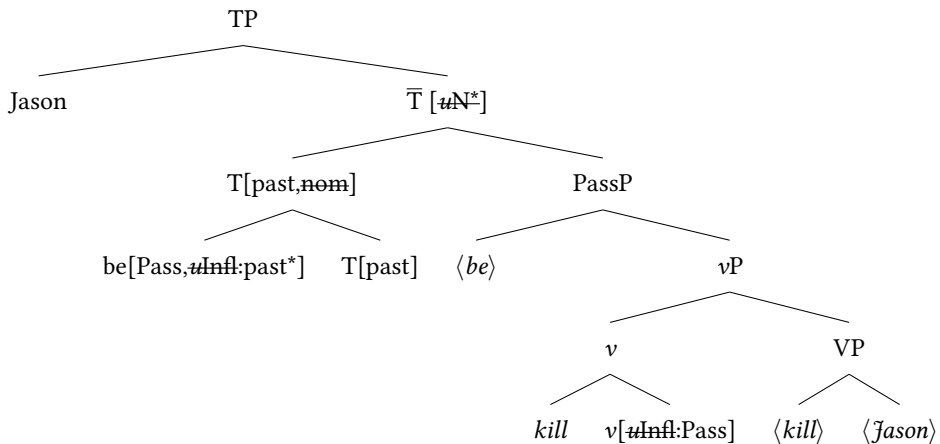 TP
Jason T̅ [uN*]
T[past,nom] PassP
be[Pass,uInfl:past*] T[past] ⟨be⟩ vP
v VP
kill v[uInfl:Pass] ⟨kill⟩ ⟨Jason⟩